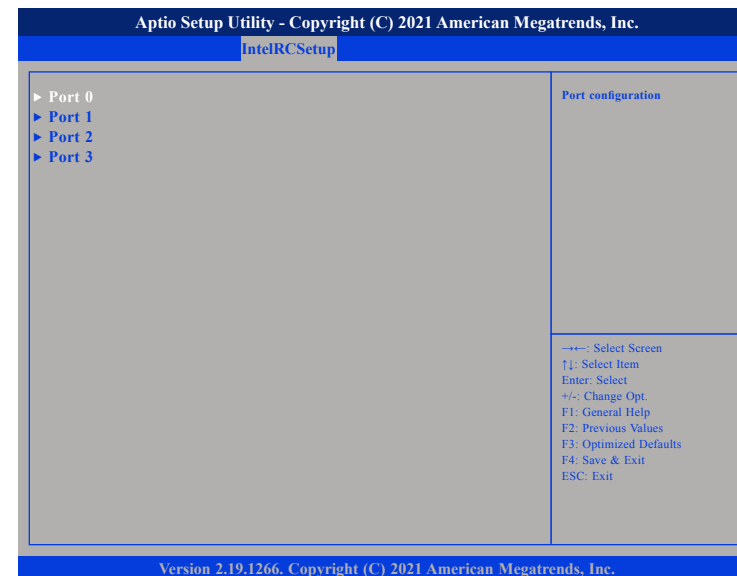 Aptio Setup Utility - Copyright (C) 2021 American Megatrends, Inc.
IntelRCSetup
► Port 0
► Port 1
► Port 2
► Port 3
Port configuration
→←: Select Screen
↑↓: Select Item
Enter: Select
+/-: Change Opt.
F1: General Help
F2: Previous Values
F3: Optimized Defaults
F4: Save & Exit
ESC: Exit
Version 2.19.1266. Copyright (C) 2021 American Megatrends, Inc.